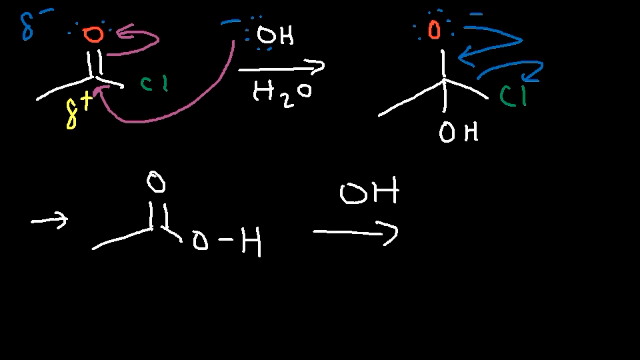 δ⁻ O ⁻ OH O ⁻
Cl H₂O Cl
δ⁺ OH
O OH
→ O-H →